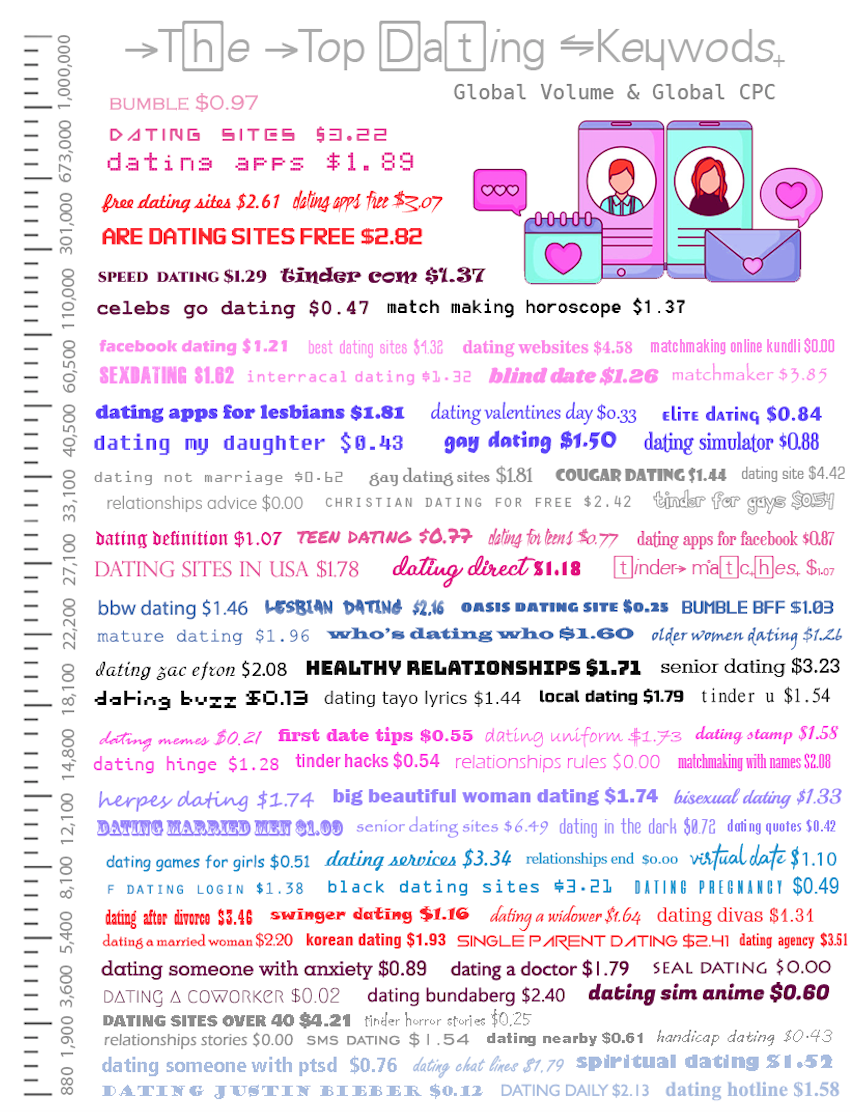 →The →Top Dating ⇋Keywods+
Global Volume & Global CPC
BUMBLE $0.97
DATING SITES $3.22
dating apps $1.89
free dating sites $2.61 dating apps free $3.07
ARE DATING SITES FREE $2.82
SPEED DATING $1.29 tinder com $1.37
celebs go dating $0.47 match making horoscope $1.37
facebook dating $1.21 best dating sites $4.32 dating websites $4.58 matchmaking online kundli $0.00
SEXDATING $1.62 interracal dating $1.32 blind date $1.26 matchmaker $3.85
dating apps for lesbians $1.81 dating valentines day $0.33 ELITE DATING $0.84
dating my daughter $0.43 gay dating $1.50 dating simulator $0.88
dating not marriage $0.62 gay dating sites $1.81 COUGAR DATING $1.44 dating site $4.42
relationships advice $0.00 CHRISTIAN DATING FOR FREE $2.42 tinder for gays $0.54
dating definition $1.07 TEEN DATING $0.77 dating for teens $0.77 dating apps for facebook $0.87
DATING SITES IN USA $1.78 dating direct $1.18 tinder→ matches+ $1.07
bbw dating $1.46 LESBIAN DATING $2.16 OASIS DATING SITE $0.25 BUMBLE BFF $1.03
mature dating $1.96 who's dating who $1.60 older women dating $1.26
dating zac efron $2.08 HEALTHY RELATIONSHIPS $1.71 senior dating $3.23
dating buzz $0.13 dating tayo lyrics $1.44 local dating $1.79 tinder u $1.54
dating memes $0.21 first date tips $0.55 dating uniform $1.73 dating stamp $1.58
dating hinge $1.28 tinder hacks $0.54 relationships rules $0.00 matchmaking with names $2.08
herpes dating $1.74 big beautiful woman dating $1.74 bisexual dating $1.33
DATING MARRIED MEN $1.09 senior dating sites $6.49 dating in the dark $0.72 dating quotes $0.42
dating games for girls $0.51 dating services $3.34 relationships end $0.00 virtual date $1.10
F DATING LOGIN $1.38 black dating sites $3.21 DATING PREGNANCY $0.49
dating after divorce $3.46 swinger dating $1.16 dating a widower $1.64 dating divas $1.31
dating a married woman $2.20 korean dating $1.93 SINGLE PARENT DATING $2.41 dating agency $3.51
dating someone with anxiety $0.89 dating a doctor $1.79 SEAL DATING $0.00
DATING A COWORKER $0.02 dating bundaberg $2.40 dating sim anime $0.60
DATING SITES OVER 40 $4.21 tinder horror stories $0.25
relationships stories $0.00 SMS DATING $1.54 dating nearby $0.61 handicap dating $0.43
dating someone with ptsd $0.76 dating chat lines $1.79 spiritual dating $1.52
DATING JUSTIN BIEBER $0.12 DATING DAILY $2.13 dating hotline $1.58
1,000,000
673,000
301,000
110,000
60,500
40,500
33,100
27,100
22,200
18,100
14,800
12,100
8,100
5,400
3,600
1,900
880